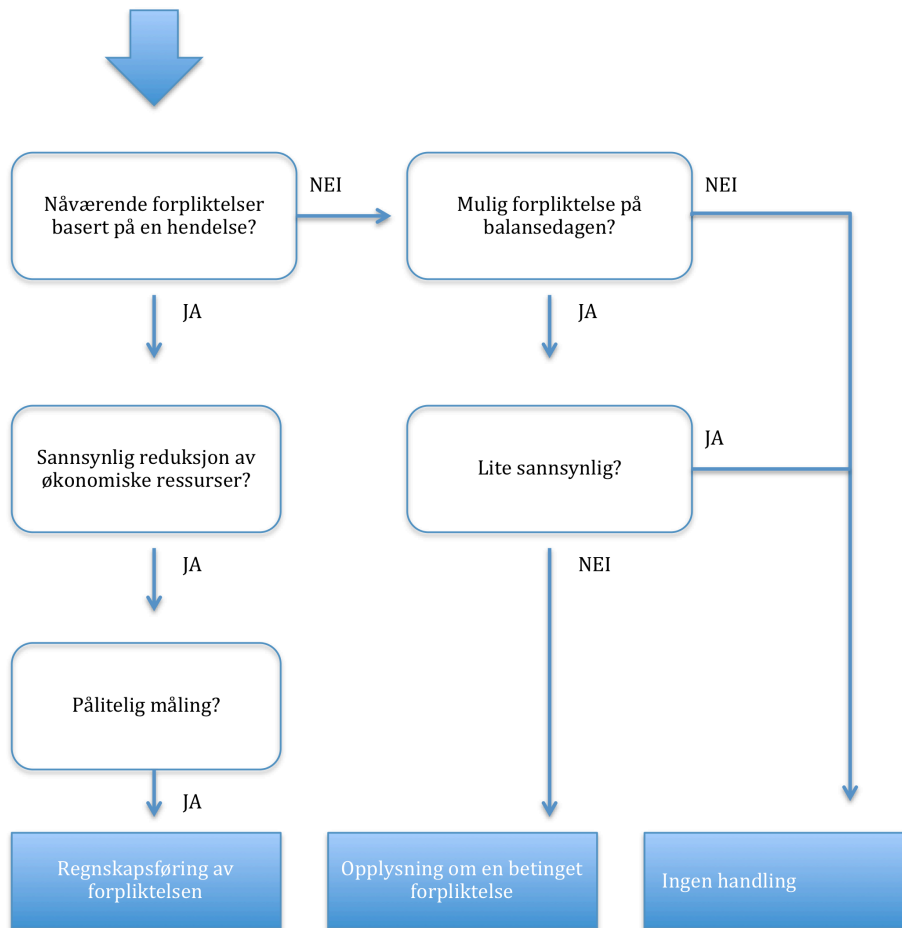 NEI
NEI
Nåværende forpliktelser
basert på en hendelse?
Mulig forpliktelse på
balansedagen?
JA
JA
Sannsynlig reduksjon av
økonomiske ressurser?
Lite sannsynlig?
JA
JA
NEI
Pålitelig måling?
JA
Regnskapsføring av
forpliktelsen
Opplysning om en betinget
forpliktelse
Ingen handling